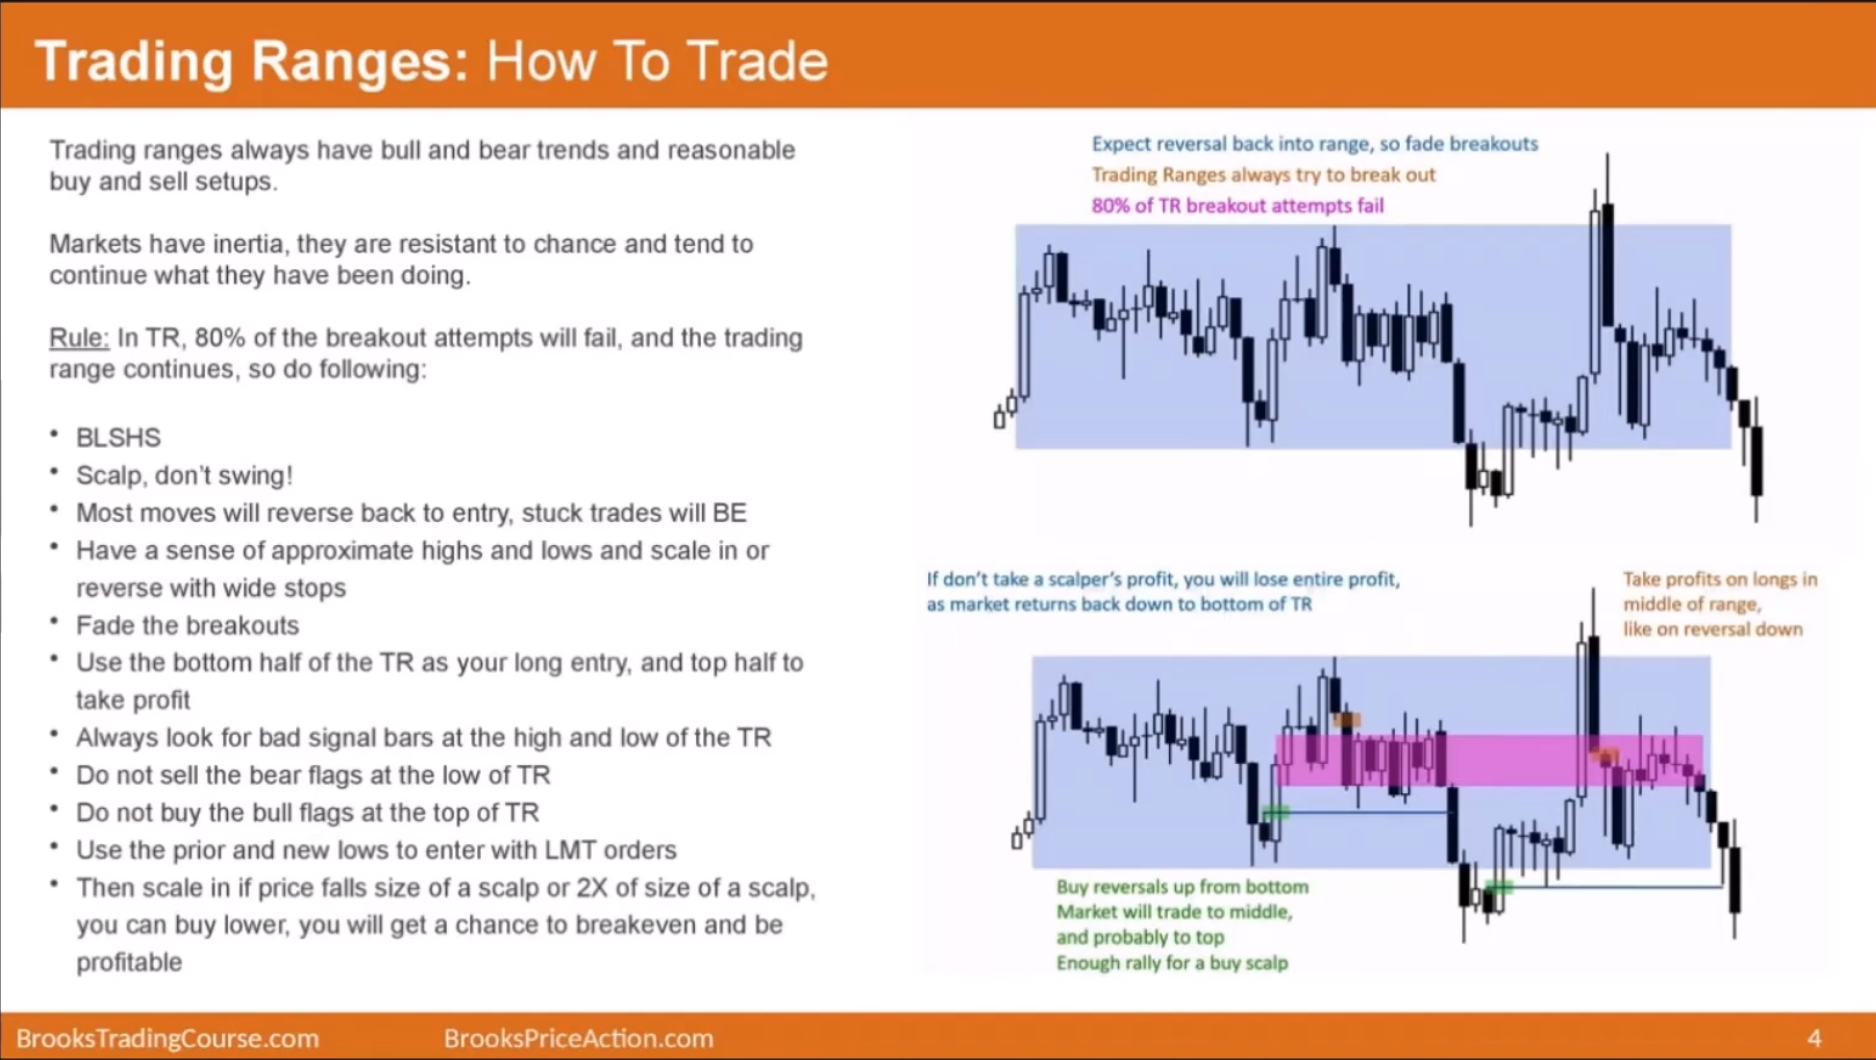 Trading Ranges: How To Trade
Trading ranges always have bull and bear trends and reasonable
buy and sell setups.
Markets have inertia, they are resistant to chance and tend to
continue what they have been doing.
Rule: In TR, 80% of the breakout attempts will fail, and the trading
range continues, so do following:
• BLSHS
• Scalp, don't swing!
• Most moves will reverse back to entry, stuck trades will BE
• Have a sense of approximate highs and lows and scale in or
reverse with wide stops
• Fade the breakouts
• Use the bottom half of the TR as your long entry, and top half to
take profit
• Always look for bad signal bars at the high and low of the TR
• Do not sell the bear flags at the low of TR
• Do not buy the bull flags at the top of TR
• Use the prior and new lows to enter with LMT orders
• Then scale in if price falls size of a scalp or 2X of size of a scalp,
you can buy lower, you will get a chance to breakeven and be
profitable
Expect reversal back into range, so fade breakouts
Trading Ranges always try to break out
80% of TR breakout attempts fail
If don't take a scalper's profit, you will lose entire profit,
as market returns back down to bottom of TR
Take profits on longs in
middle of range,
like on reversal down
Buy reversals up from bottom
Market will trade to middle,
and probably to top
Enough rally for a buy scalp
BrooksTradingCourse.com
BrooksPriceAction.com
4